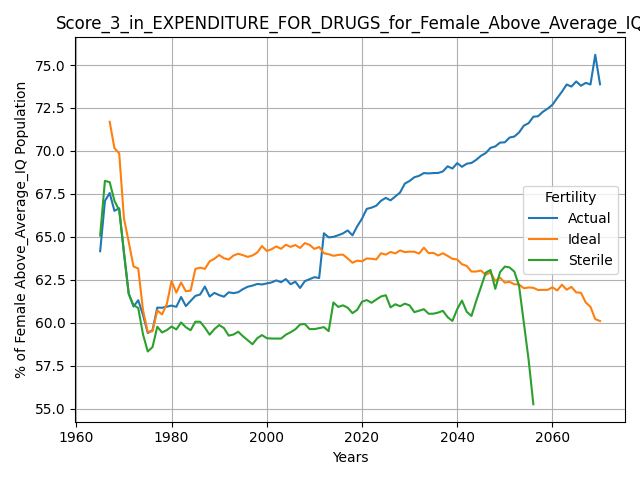 Score_3_in_EXPENDITURE_FOR_DRUGS_for_Female_Above_Average_IQ
% of Female Above_Average_IQ Population
75.0
72.5
70.0
67.5
65.0
62.5
60.0
57.5
55.0
Fertility
Actual
Ideal
Sterile
1960
1980
2000
2020
2040
2060
Years